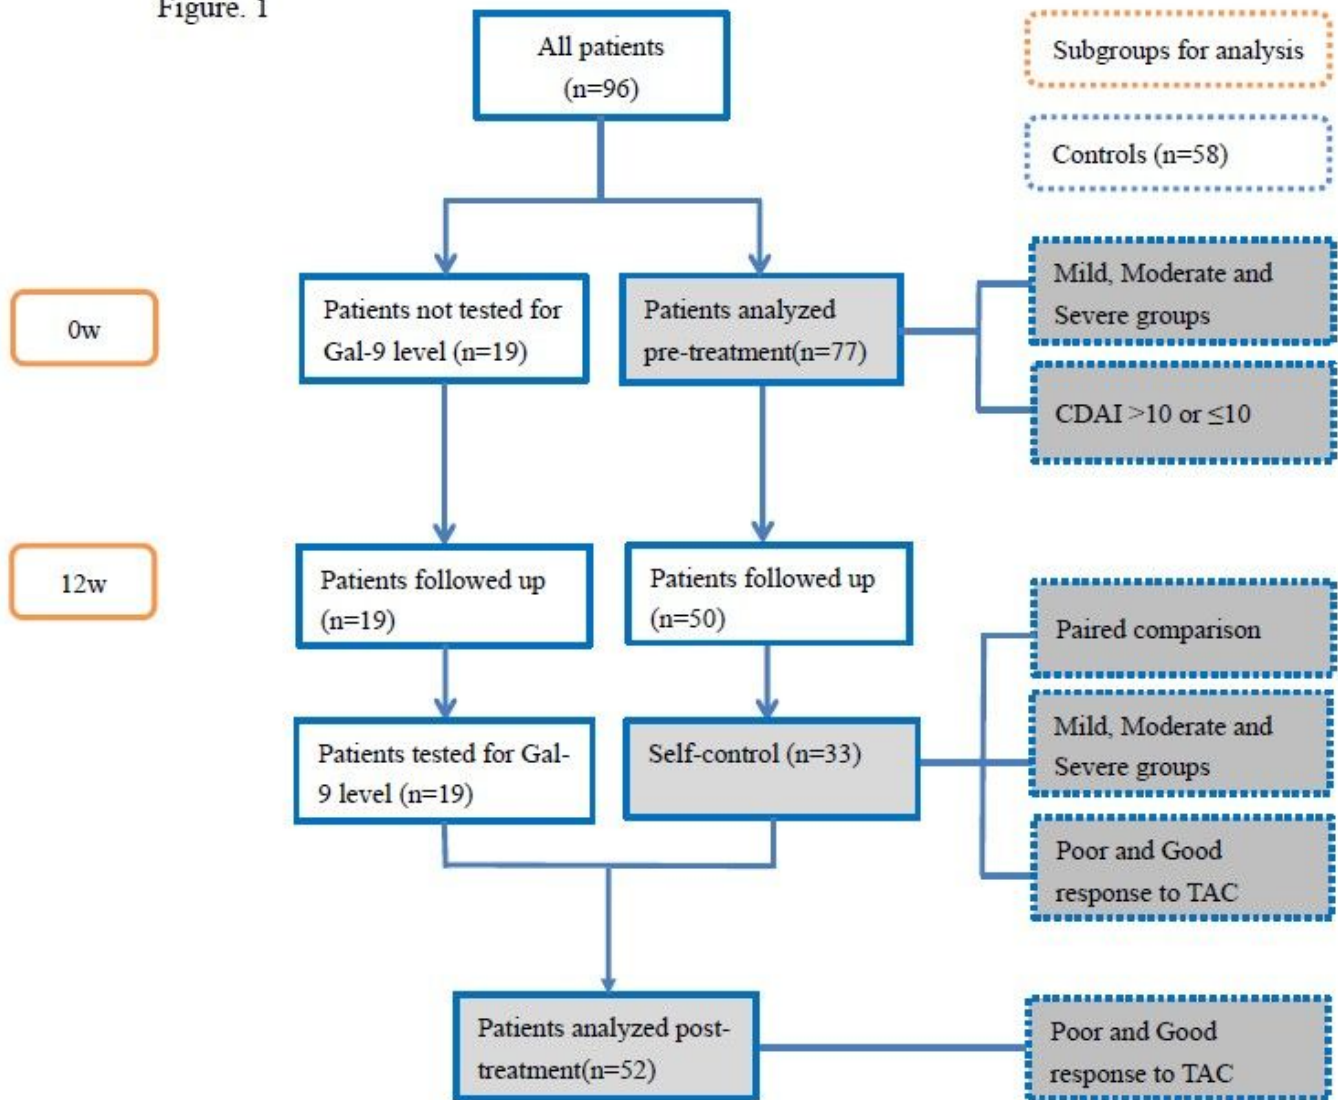 Figure. 1
All patients
(n=96)
Subgroups for analysis
Controls (n=58)
0w
Patients not tested for
Gal-9 level (n=19)
Patients analyzed
pre-treatment(n=77)
Mild, Moderate and
Severe groups
CDAI >10 or ≤10
12w
Patients followed up
(n=19)
Patients followed up
(n=50)
Paired comparison
Patients tested for Gal-
9 level (n=19)
Self-control (n=33)
Mild, Moderate and
Severe groups
Poor and Good
response to TAC
Patients analyzed post-
treatment(n=52)
Poor and Good
response to TAC